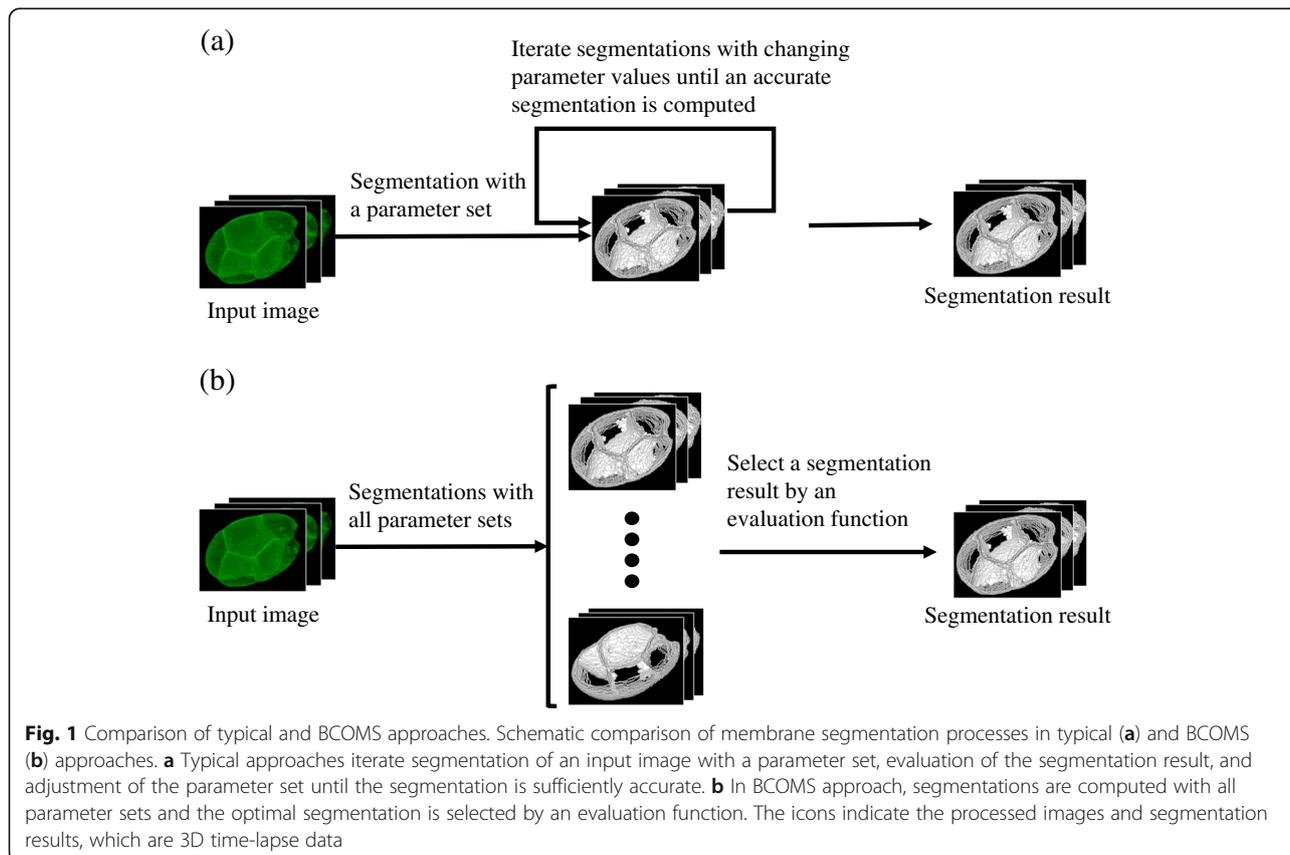 (a)
Iterate segmentations with changing
parameter values until an accurate
segmentation is computed
Segmentation with
a parameter set
Input image
Segmentation result
(b)
Segmentations with
all parameter sets
Select a segmentation
result by an
evaluation function
Input image
Segmentation result
Fig. 1 Comparison of typical and BCOMS approaches. Schematic comparison of membrane segmentation processes in typical (a) and BCOMS
(b) approaches. a Typical approaches iterate segmentation of an input image with a parameter set, evaluation of the segmentation result, and
adjustment of the parameter set until the segmentation is sufficiently accurate. b In BCOMS approach, segmentations are computed with all
parameter sets and the optimal segmentation is selected by an evaluation function. The icons indicate the processed images and segmentation
results, which are 3D time-lapse data